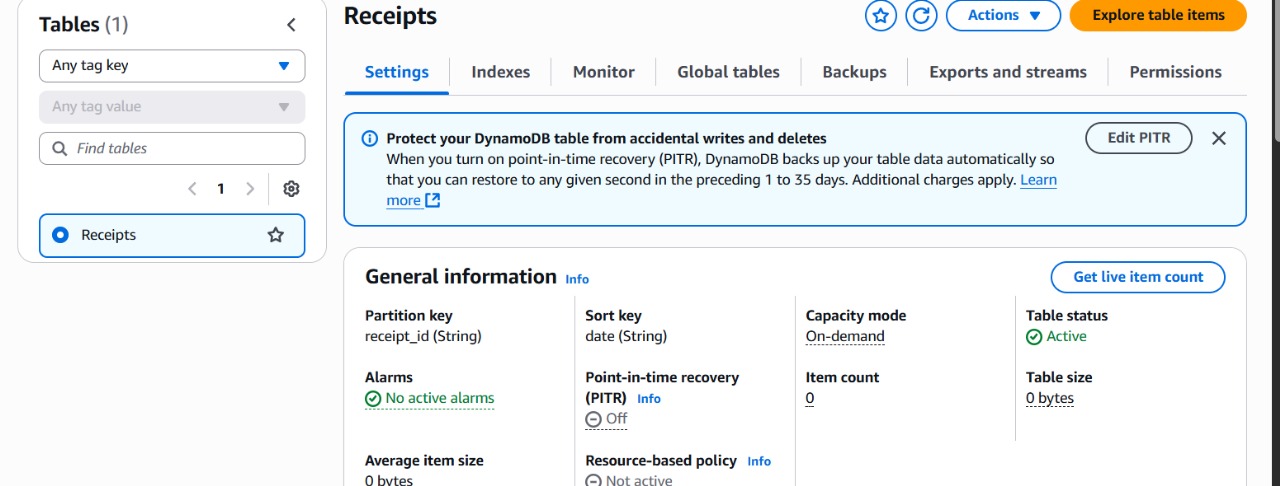 Tables (1)
Any tag key
Any tag value
Find tables
1
Receipts
Receipts
Actions
Explore table items
Settings
Indexes
Monitor
Global tables
Backups
Exports and streams
Permissions
Protect your DynamoDB table from accidental writes and deletes
When you turn on point-in-time recovery (PITR), DynamoDB backs up your table data automatically so
that you can restore to any given second in the preceding 1 to 35 days. Additional charges apply. Learn
more
Edit PITR
General information Info
Get live item count
Partition key
receipt_id (String)
Sort key
date (String)
Capacity mode
On-demand
Table status
Active
Alarms
No active alarms
Point-in-time recovery
(PITR) Info
Off
Item count
0
Table size
0 bytes
Average item size
0 bytes
Resource-based policy Info
Not active